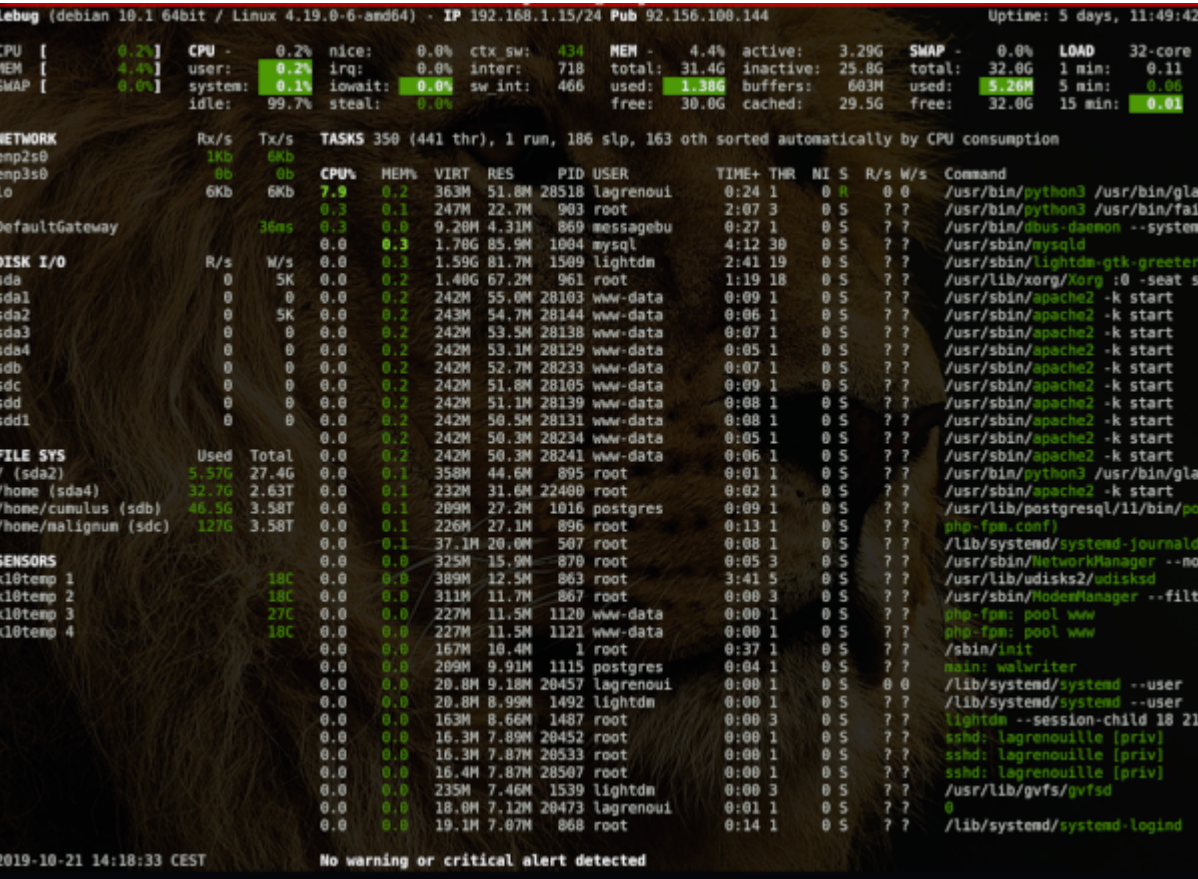 lebug (debian 10.1 64bit / Linux 4.19.0-6-amd64) - IP 192.168.1.15/24 Pub 92.156.100.144 Uptime: 5 days, 11:49:42
CPU [ 0.2%] CPU - 0.2% nice: 0.0% ctx_sw: 434 MEM - 4.4% active: 3.29G SWAP - 0.0% LOAD 32-core
MEM [ 4.4%] user: 0.2% irq: 0.0% inter: 718 total: 31.4G inactive: 25.8G total: 32.0G 1 min: 0.11
SWAP [ 0.0%] system: 0.1% iowait: 0.0% sw_int: 466 used: 1.38G buffers: 603M used: 5.26M 5 min: 0.06
idle: 99.7% steal: 0.0% free: 30.0G cached: 29.5G free: 32.0G 15 min: 0.01
NETWORK Rx/s Tx/s TASKS 350 (441 thr), 1 run, 186 slp, 163 oth sorted automatically by CPU consumption
enp2s0 1Kb 6Kb
enp3s0 0b 0b CPU% MEM% VIRT RES PID USER TIME+ THR NI S R/s W/s Command
lo 6Kb 6Kb 7.9 0.2 363M 51.8M 28518 lagrenoui 0:24 1 0 R 0 0 /usr/bin/python3 /usr/bin/gla
0.3 0.1 247M 22.7M 903 root 2:07 3 0 S ? ? /usr/bin/python3 /usr/bin/fai
DefaultGateway 36ms 0.3 0.0 9.20M 4.31M 869 messagebu 0:27 1 0 S ? ? /usr/bin/dbus-daemon --system
0.0 0.3 1.70G 85.9M 1004 mysql 4:12 30 0 S ? ? /usr/sbin/mysqld
DISK I/O R/s W/s 0.0 0.3 1.59G 81.7M 1509 lightdm 2:41 19 0 S ? ? /usr/sbin/lightdm-gtk-greeter
sda 0 5K 0.0 0.2 1.40G 67.2M 961 root 1:19 18 0 S ? ? /usr/lib/xorg/Xorg :0 -seat s
sda1 0 0 0.0 0.2 242M 55.0M 28103 www-data 0:09 1 0 S ? ? /usr/sbin/apache2 -k start
sda2 0 5K 0.0 0.2 243M 54.7M 28144 www-data 0:06 1 0 S ? ? /usr/sbin/apache2 -k start
sda3 0 0 0.0 0.2 242M 53.5M 28138 www-data 0:07 1 0 S ? ? /usr/sbin/apache2 -k start
sda4 0 0 0.0 0.2 242M 53.1M 28129 www-data 0:05 1 0 S ? ? /usr/sbin/apache2 -k start
sdb 0 0 0.0 0.2 242M 52.7M 28233 www-data 0:07 1 0 S ? ? /usr/sbin/apache2 -k start
sdc 0 0 0.0 0.2 242M 51.8M 28105 www-data 0:09 1 0 S ? ? /usr/sbin/apache2 -k start
sdd 0 0 0.0 0.2 242M 51.1M 28139 www-data 0:08 1 0 S ? ? /usr/sbin/apache2 -k start
sdd1 0 0 0.0 0.2 242M 50.5M 28131 www-data 0:08 1 0 S ? ? /usr/sbin/apache2 -k start
0.0 0.2 242M 50.3M 28234 www-data 0:05 1 0 S ? ? /usr/sbin/apache2 -k start
FILE SYS Used Total 0.0 0.2 242M 50.3M 28241 www-data 0:06 1 0 S ? ? /usr/sbin/apache2 -k start
/ (sda2) 5.57G 27.4G 0.0 0.1 358M 44.6M 895 root 0:01 1 0 S ? ? /usr/bin/python3 /usr/bin/gla
/home (sda4) 32.7G 2.63T 0.0 0.1 232M 31.6M 22400 root 0:02 1 0 S ? ? /usr/sbin/apache2 -k start
/home/cumulus (sdb) 46.5G 3.58T 0.0 0.1 209M 27.2M 1016 postgres 0:09 1 0 S ? ? /usr/lib/postgresql/11/bin/po
/home/malignum (sdc) 127G 3.58T 0.0 0.1 226M 27.1M 896 root 0:13 1 0 S ? ? php-fpm.conf)
0.0 0.1 37.1M 20.0M 507 root 0:08 1 0 S ? ? /lib/systemd/systemd-journald
SENSORS 0.0 0.0 325M 15.9M 870 root 0:05 3 0 S ? ? /usr/sbin/NetworkManager --no
k10temp 1 18C 0.0 0.0 389M 12.5M 863 root 3:41 5 0 S ? ? /usr/lib/udisks2/udisksd
k10temp 2 18C 0.0 0.0 311M 11.7M 867 root 0:00 3 0 S ? ? /usr/sbin/ModemManager --filt
k10temp 3 27C 0.0 0.0 227M 11.5M 1120 www-data 0:00 1 0 S ? ? php-fpm: pool www
k10temp 4 18C 0.0 0.0 227M 11.5M 1121 www-data 0:00 1 0 S ? ? php-fpm: pool www
0.0 0.0 167M 10.4M 1 root 0:37 1 0 S ? ? /sbin/init
0.0 0.0 209M 9.91M 1115 postgres 0:04 1 0 S ? ? main: walwriter
0.0 0.0 20.8M 9.18M 20457 lagrenoui 0:00 1 0 S 0 0 /lib/systemd/systemd --user
0.0 0.0 20.8M 8.99M 1492 lightdm 0:00 1 0 S ? ? /lib/systemd/systemd --user
0.0 0.0 163M 8.66M 1487 root 0:00 3 0 S ? ? lightdm --session-child 18 21
0.0 0.0 16.3M 7.89M 20452 root 0:00 1 0 S ? ? sshd: lagrenouille [priv]
0.0 0.0 16.3M 7.87M 20533 root 0:00 1 0 S ? ? sshd: lagrenouille [priv]
0.0 0.0 16.4M 7.87M 28507 root 0:00 1 0 S ? ? sshd: lagrenouille [priv]
0.0 0.0 235M 7.46M 1539 lightdm 0:00 3 0 S ? ? /usr/lib/gvfs/gvfsd
0.0 0.0 18.0M 7.12M 20473 lagrenoui 0:01 1 0 S ? ? 0
0.0 0.0 19.1M 7.07M 868 root 0:14 1 0 S ? ? /lib/systemd/systemd-logind
2019-10-21 14:18:33 CEST No warning or critical alert detected